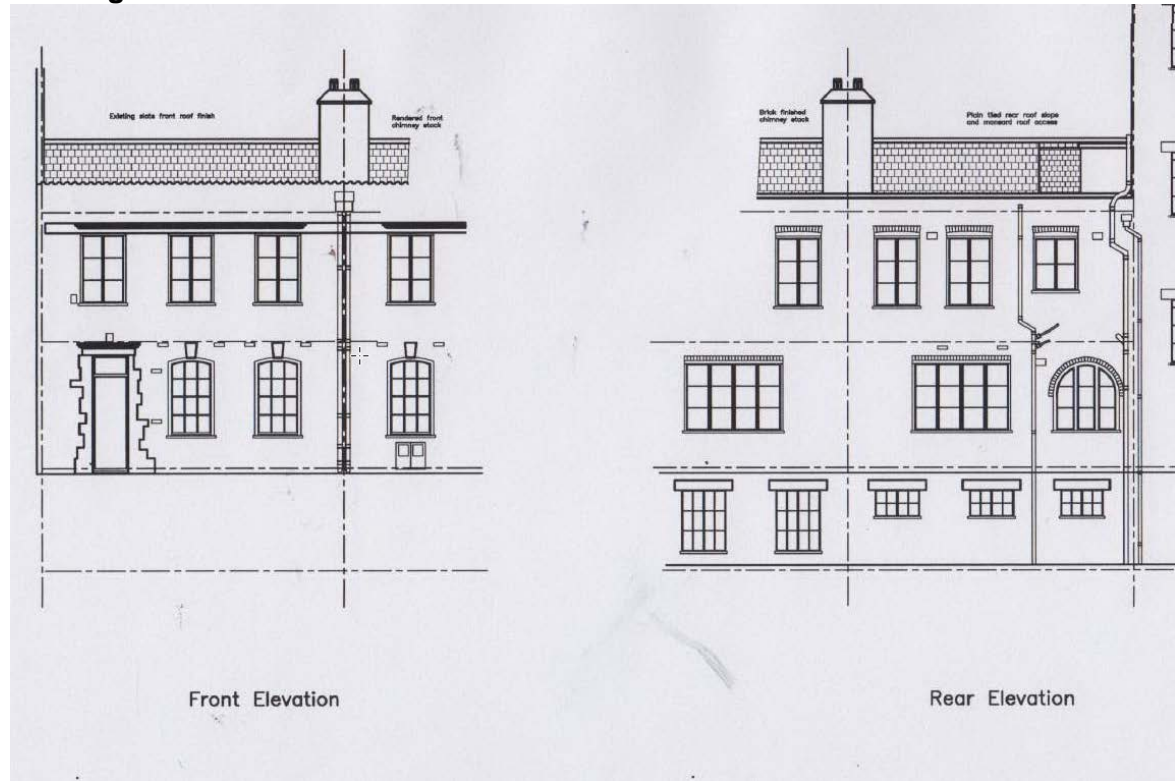 Existing slate front roof finish
Rendered front
chimney stack
Brick finished
chimney stack
Plain tiled rear roof slope
and mansard roof access
Front Elevation
Rear Elevation